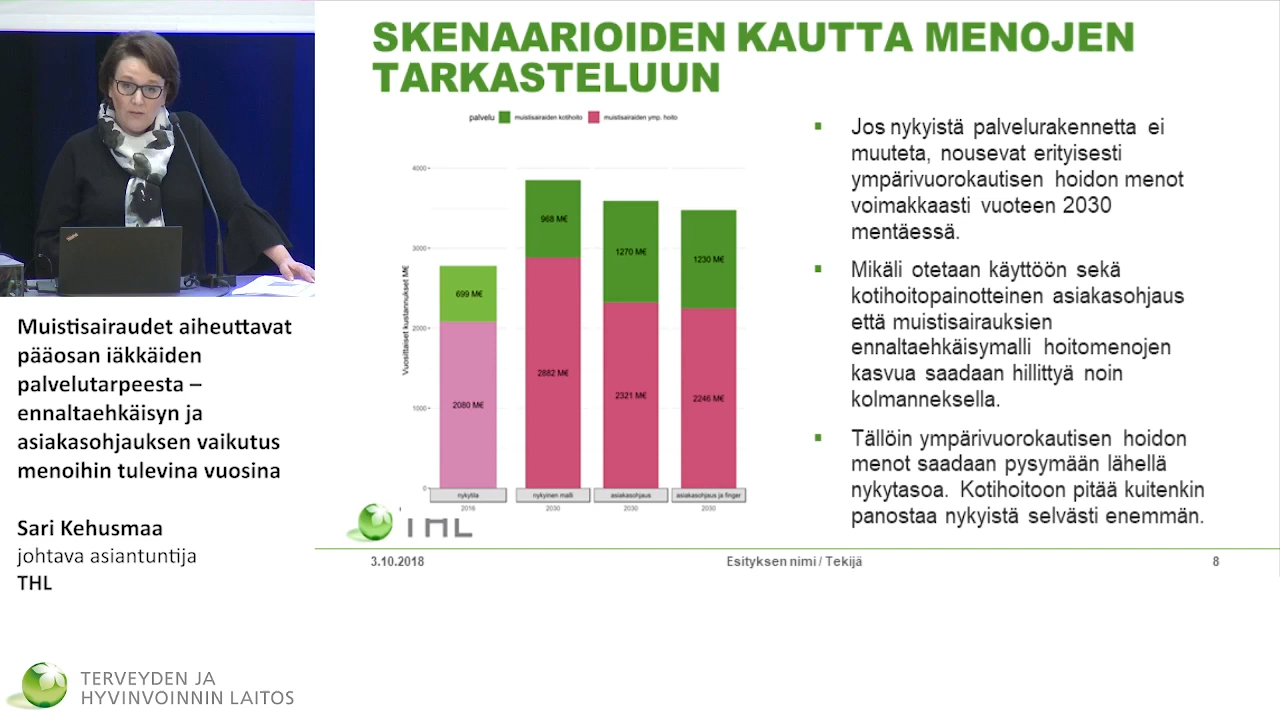 SKENAARIOIDEN KAUTTA MENOJEN
TARKASTELUUN
palvelu muistisairaiden kotihoito muistisairaiden ymp. hoito
Vuosittaiset kustannukset M€
4000
3000
2000
1000
0
699 M€
2080 M€
968 M€
2882 M€
1270 M€
2321 M€
1230 M€
2246 M€
nykytila
nykyinen malli
asiakasohjaus
asiakasohjaus ja finger
2016
2030
2030
2030
Jos nykyistä palvelurakennetta ei
muuteta, nousevat erityisesti
ympärivuorokautisen hoidon menot
voimakkaasti vuoteen 2030
mentäessä.
Mikäli otetaan käyttöön sekä
kotihoitopainotteinen asiakasohjaus
että muistisairauksien
ennaltaehkäisymalli hoitomenojen
kasvua saadaan hillittyä noin
kolmanneksella.
Tällöin ympärivuorokautisen hoidon
menot saadaan pysymään lähellä
nykytasoa. Kotihoitoon pitää kuitenkin
panostaa nykyistä selvästi enemmän.
THL
3.10.2018
Esityksen nimi / Tekijä
8
Muistisairaudet aiheuttavat
pääosan iäkkäiden
palvelutarpeesta –
ennaltaehkäisyn ja
asiakasohjauksen vaikutus
menoihin tulevina vuosina
Sari Kehusmaa
johtava asiantuntija
THL
TERVEYDEN JA
HYVINVOINNIN LAITOS